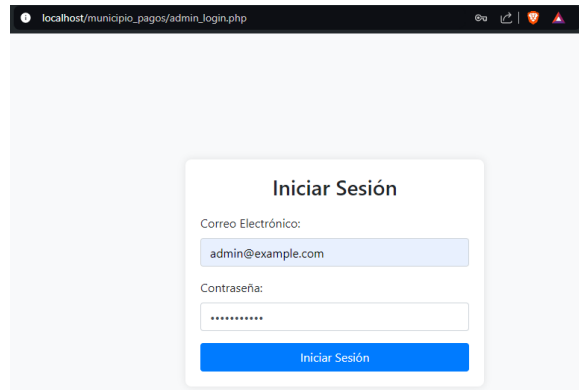 localhost/municipio_pagos/admin_login.php
Iniciar Sesión
Correo Electrónico:
admin@example.com
Contraseña:
•••••••••••
Iniciar Sesión